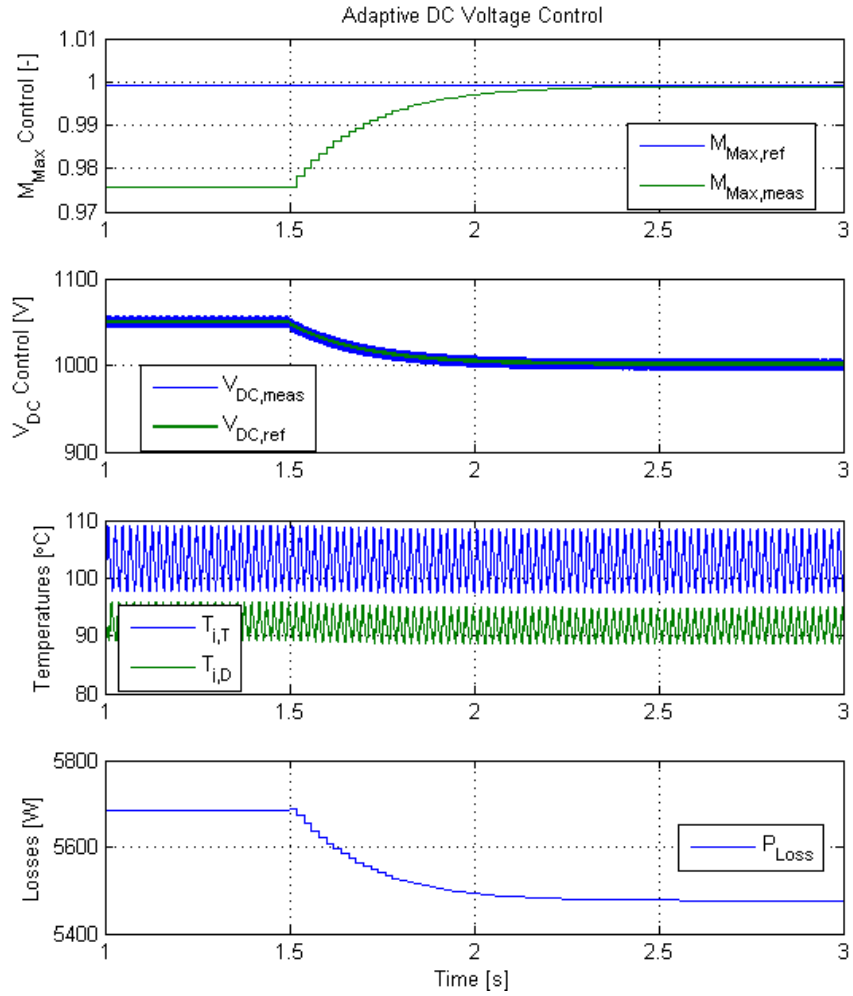 Adaptive DC Voltage Control
M_Max Control [-]
1.01
1
0.99
0.98
0.97
M_Max,ref
M_Max,meas
1 1.5 2 2.5 3
V_DC Control [V]
1100
1000
900
V_DC,meas
V_DC,ref
1 1.5 2 2.5 3
Temperatures [°C]
110
100
90
80
T_i,T
T_i,D
1 1.5 2 2.5 3
Losses [W]
5800
5600
5400
P_Loss
1 1.5 2 2.5 3
Time [s]